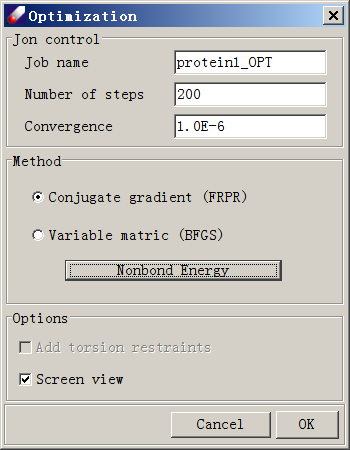 Optimization
Jon control
Job name protein1_OPT
Number of steps 200
Convergence 1.0E-6
Method
Conjugate gradient (FRPR)
Variable matric (BFGS)
Nonbond Energy
Options
Add torsion restraints
Screen view
Cancel OK